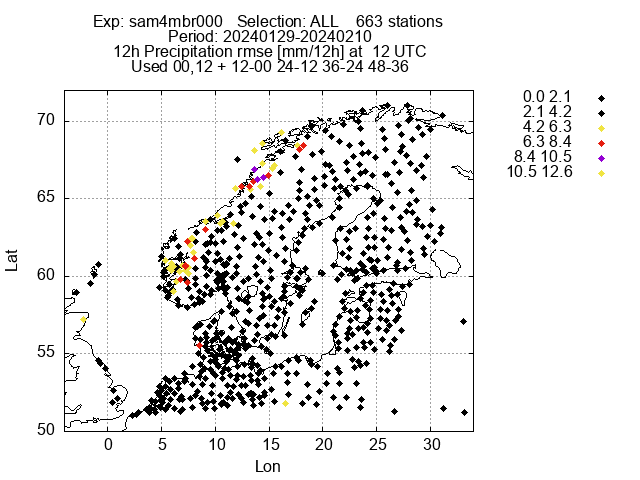 Exp: sam4mbr000 Selection: ALL 663 stations
Period: 20240129-20240210
12h Precipitation rmse [mm/12h] at 12 UTC
Used 00,12 + 12-00 24-12 36-24 48-36
0.0 2.1
2.1 4.2
4.2 6.3
6.3 8.4
8.4 10.5
10.5 12.6
70
65
60
55
50
Lat
0 5 10 15 20 25 30
Lon